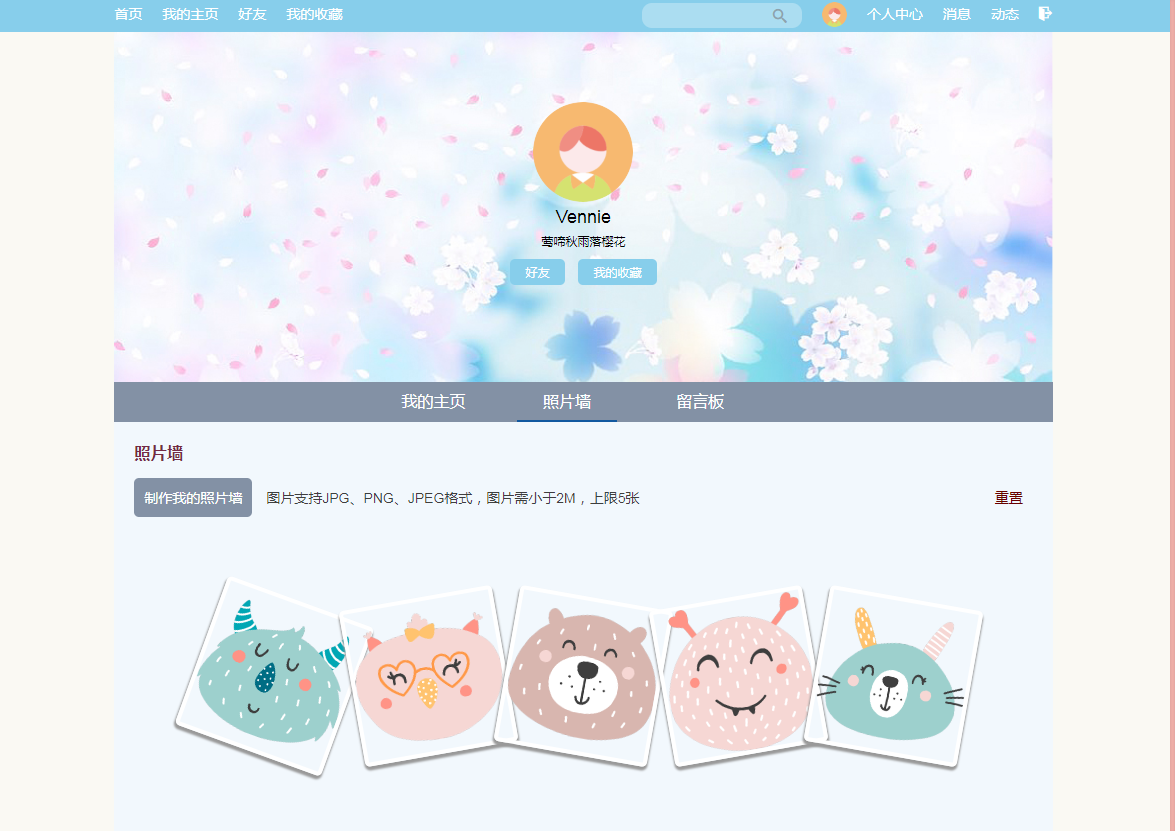 首页 我的主页 好友 我的收藏 个人中心 消息 动态
Vennie
莺啼秋雨落樱花
好友 我的收藏
我的主页 照片墙 留言板
照片墙
制作我的照片墙 图片支持JPG、PNG、JPEG格式，图片需小于2M，上限5张 重置